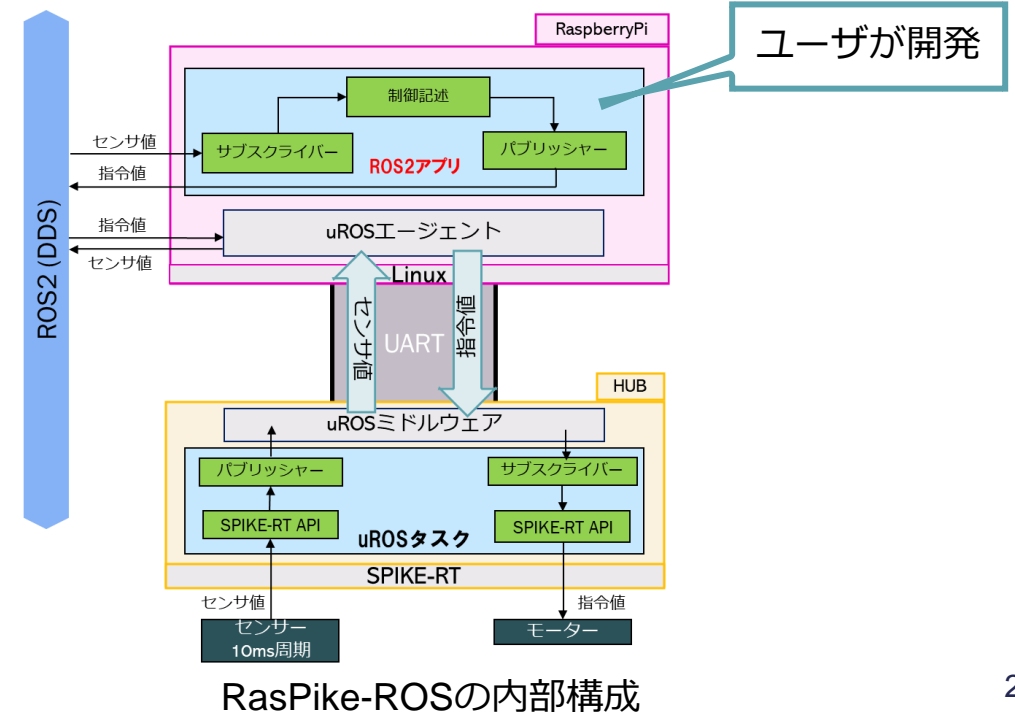 RaspberryPi
ユーザが開発
制御記述
サブスクライバー
パブリッシャー
ROS2アプリ
センサ値
指令値
ROS2 (DDS)
指令値
センサ値
uROSエージェント
Linux
センサ値
UART
指令値
HUB
uROSミドルウェア
パブリッシャー
サブスクライバー
SPIKE-RT API
SPIKE-RT API
uROSタスク
SPIKE-RT
センサ値
指令値
センサー
10ms周期
モーター
RasPike-ROSの内部構成
2